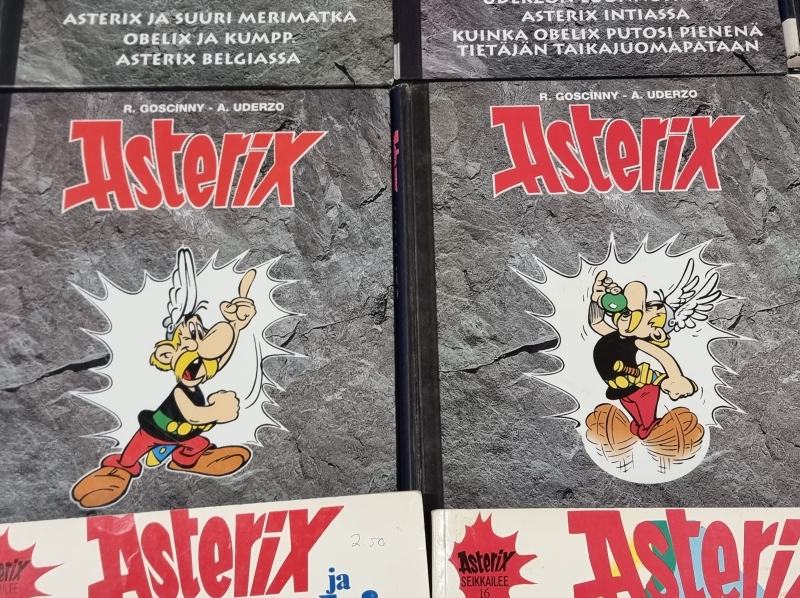 ASTERIX JA SUURI MERIMATKA
OBELIX JA KUMPP.
ASTERIX BELGIASSA
ASTERIX INTIASSA
KUINKA OBELIX PUTOSI PIENENÄ
TIETÄJÄN TAIKAJUOMAPATAAN
R. GOSCINNY - A. UDERZO
Asterix
R. GOSCINNY - A. UDERZO
Asterix
Asterix
2 50
ja
Asterix
SEIKKAILEE
16
Asterix